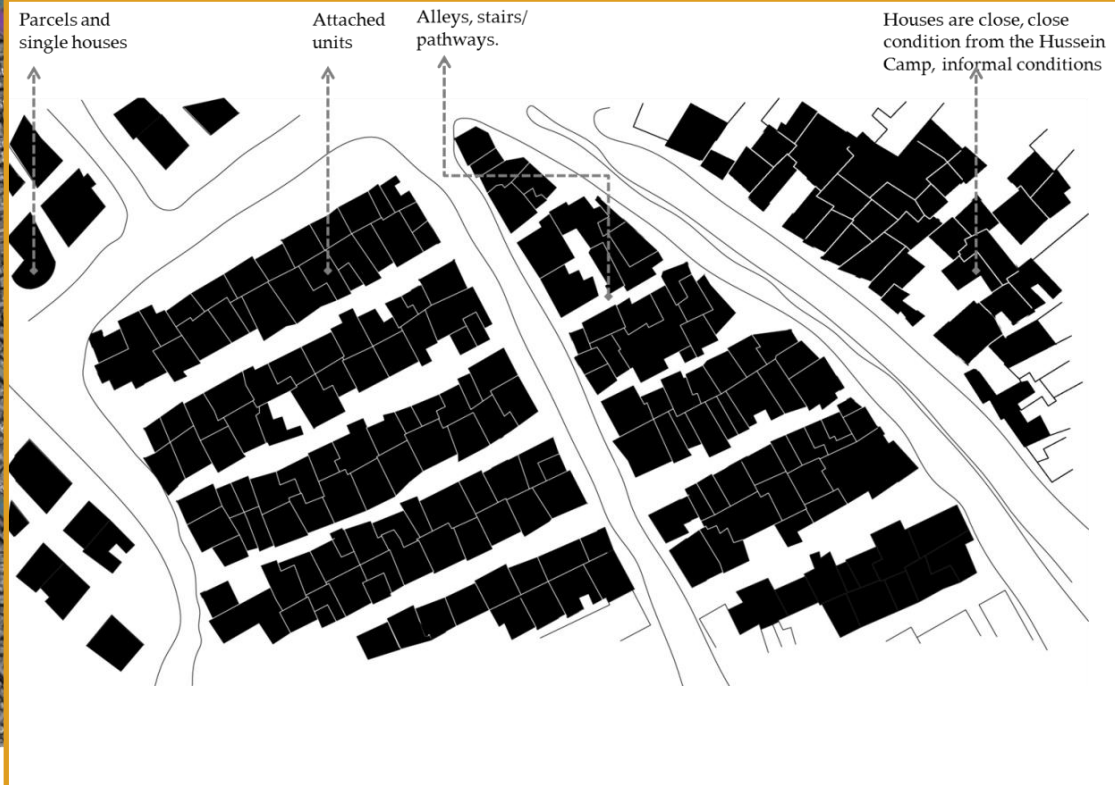 Parcels and
single houses
Attached
units
Alleys, stairs/
pathways.
Houses are close, close
condition from the Hussein
Camp, informal conditions